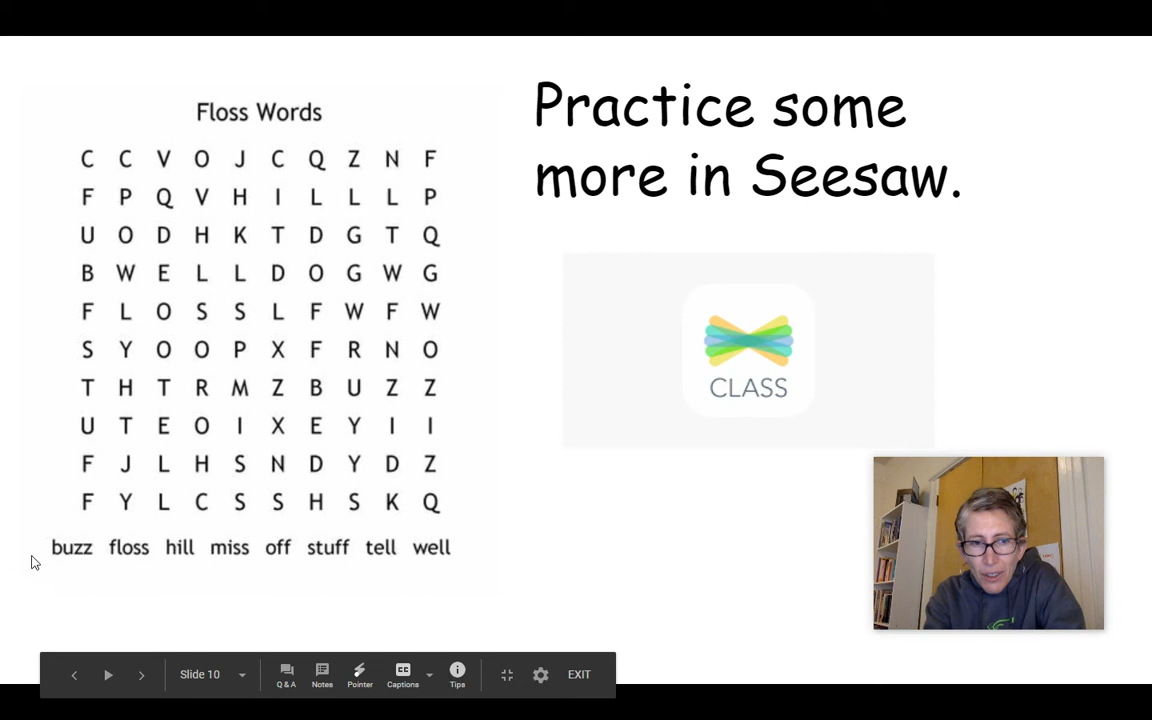 Floss Words
C C V O J C Q Z N F
F P Q V H I L L L P
U O D H K T D G T Q
B W E L L D O G W G
F L O S S L F W F W
S Y O O P X F R N O
T H T R M Z B U Z Z
U T E O I X E Y I I
F J L H S N D Y D Z
F Y L C S S H S K Q
buzz floss hill miss off stuff tell well
Practice some
more in Seesaw.
CLASS
Slide 10
Q & A
Notes
Pointer
CC
Captions
Tips
EXIT